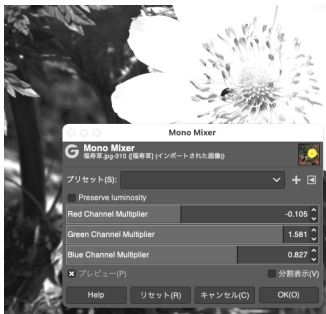 Mono Mixer
Mono Mixer
福寿草.jpg-310 ([福寿草] (インポートされた画像))
プリセット(S):
Preserve luminosity
Red Channel Multiplier -0.105
Green Channel Multiplier 1.581
Blue Channel Multiplier 0.827
プレビュー(P) 分割表示(V)
Help リセット(R) キャンセル(C) OK(O)